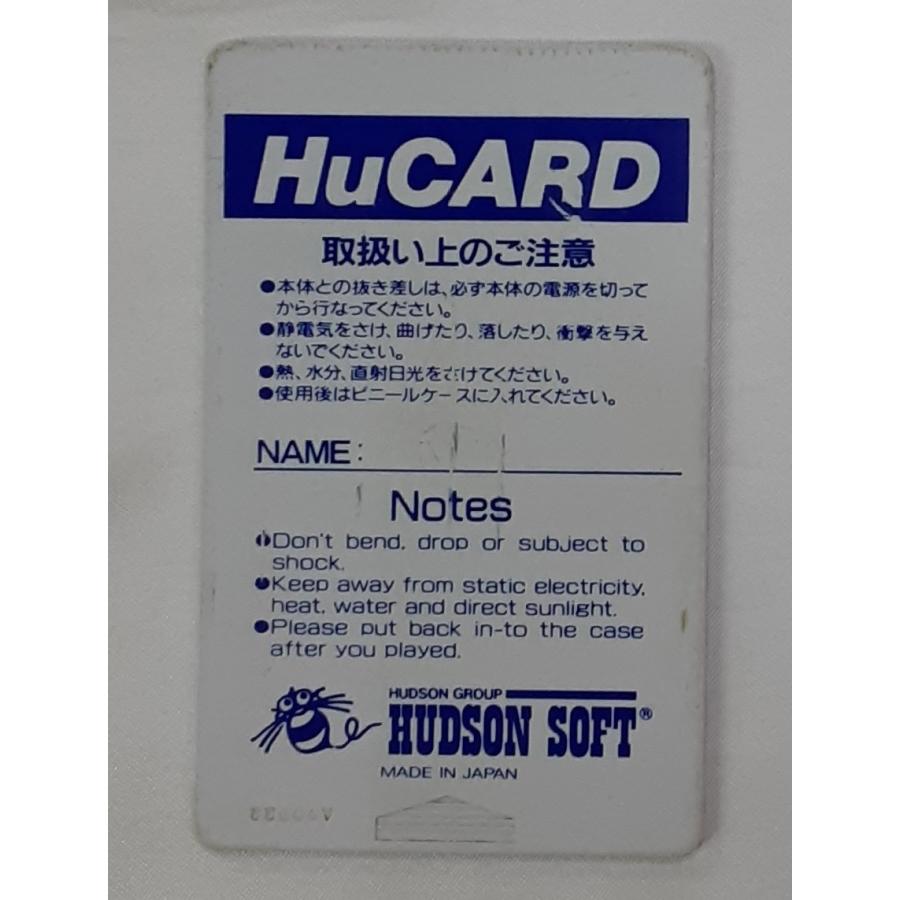 HuCARD
取扱い上のご注意
●本体との抜き差しは、必ず本体の電源を切って
から行なってください。
●静電気をさけ、曲げたり、落したり、衝撃を与え
ないでください。
●熱、水分、直射日光をさけてください。
●使用後はビニールケースに入れてください。
NAME:
Notes
●Don't bend, drop or subject to
shock.
●Keep away from static electricity,
heat, water and direct sunlight.
●Please put back in-to the case
after you played.
HUDSON GROUP
HUDSON SOFT®
MADE IN JAPAN